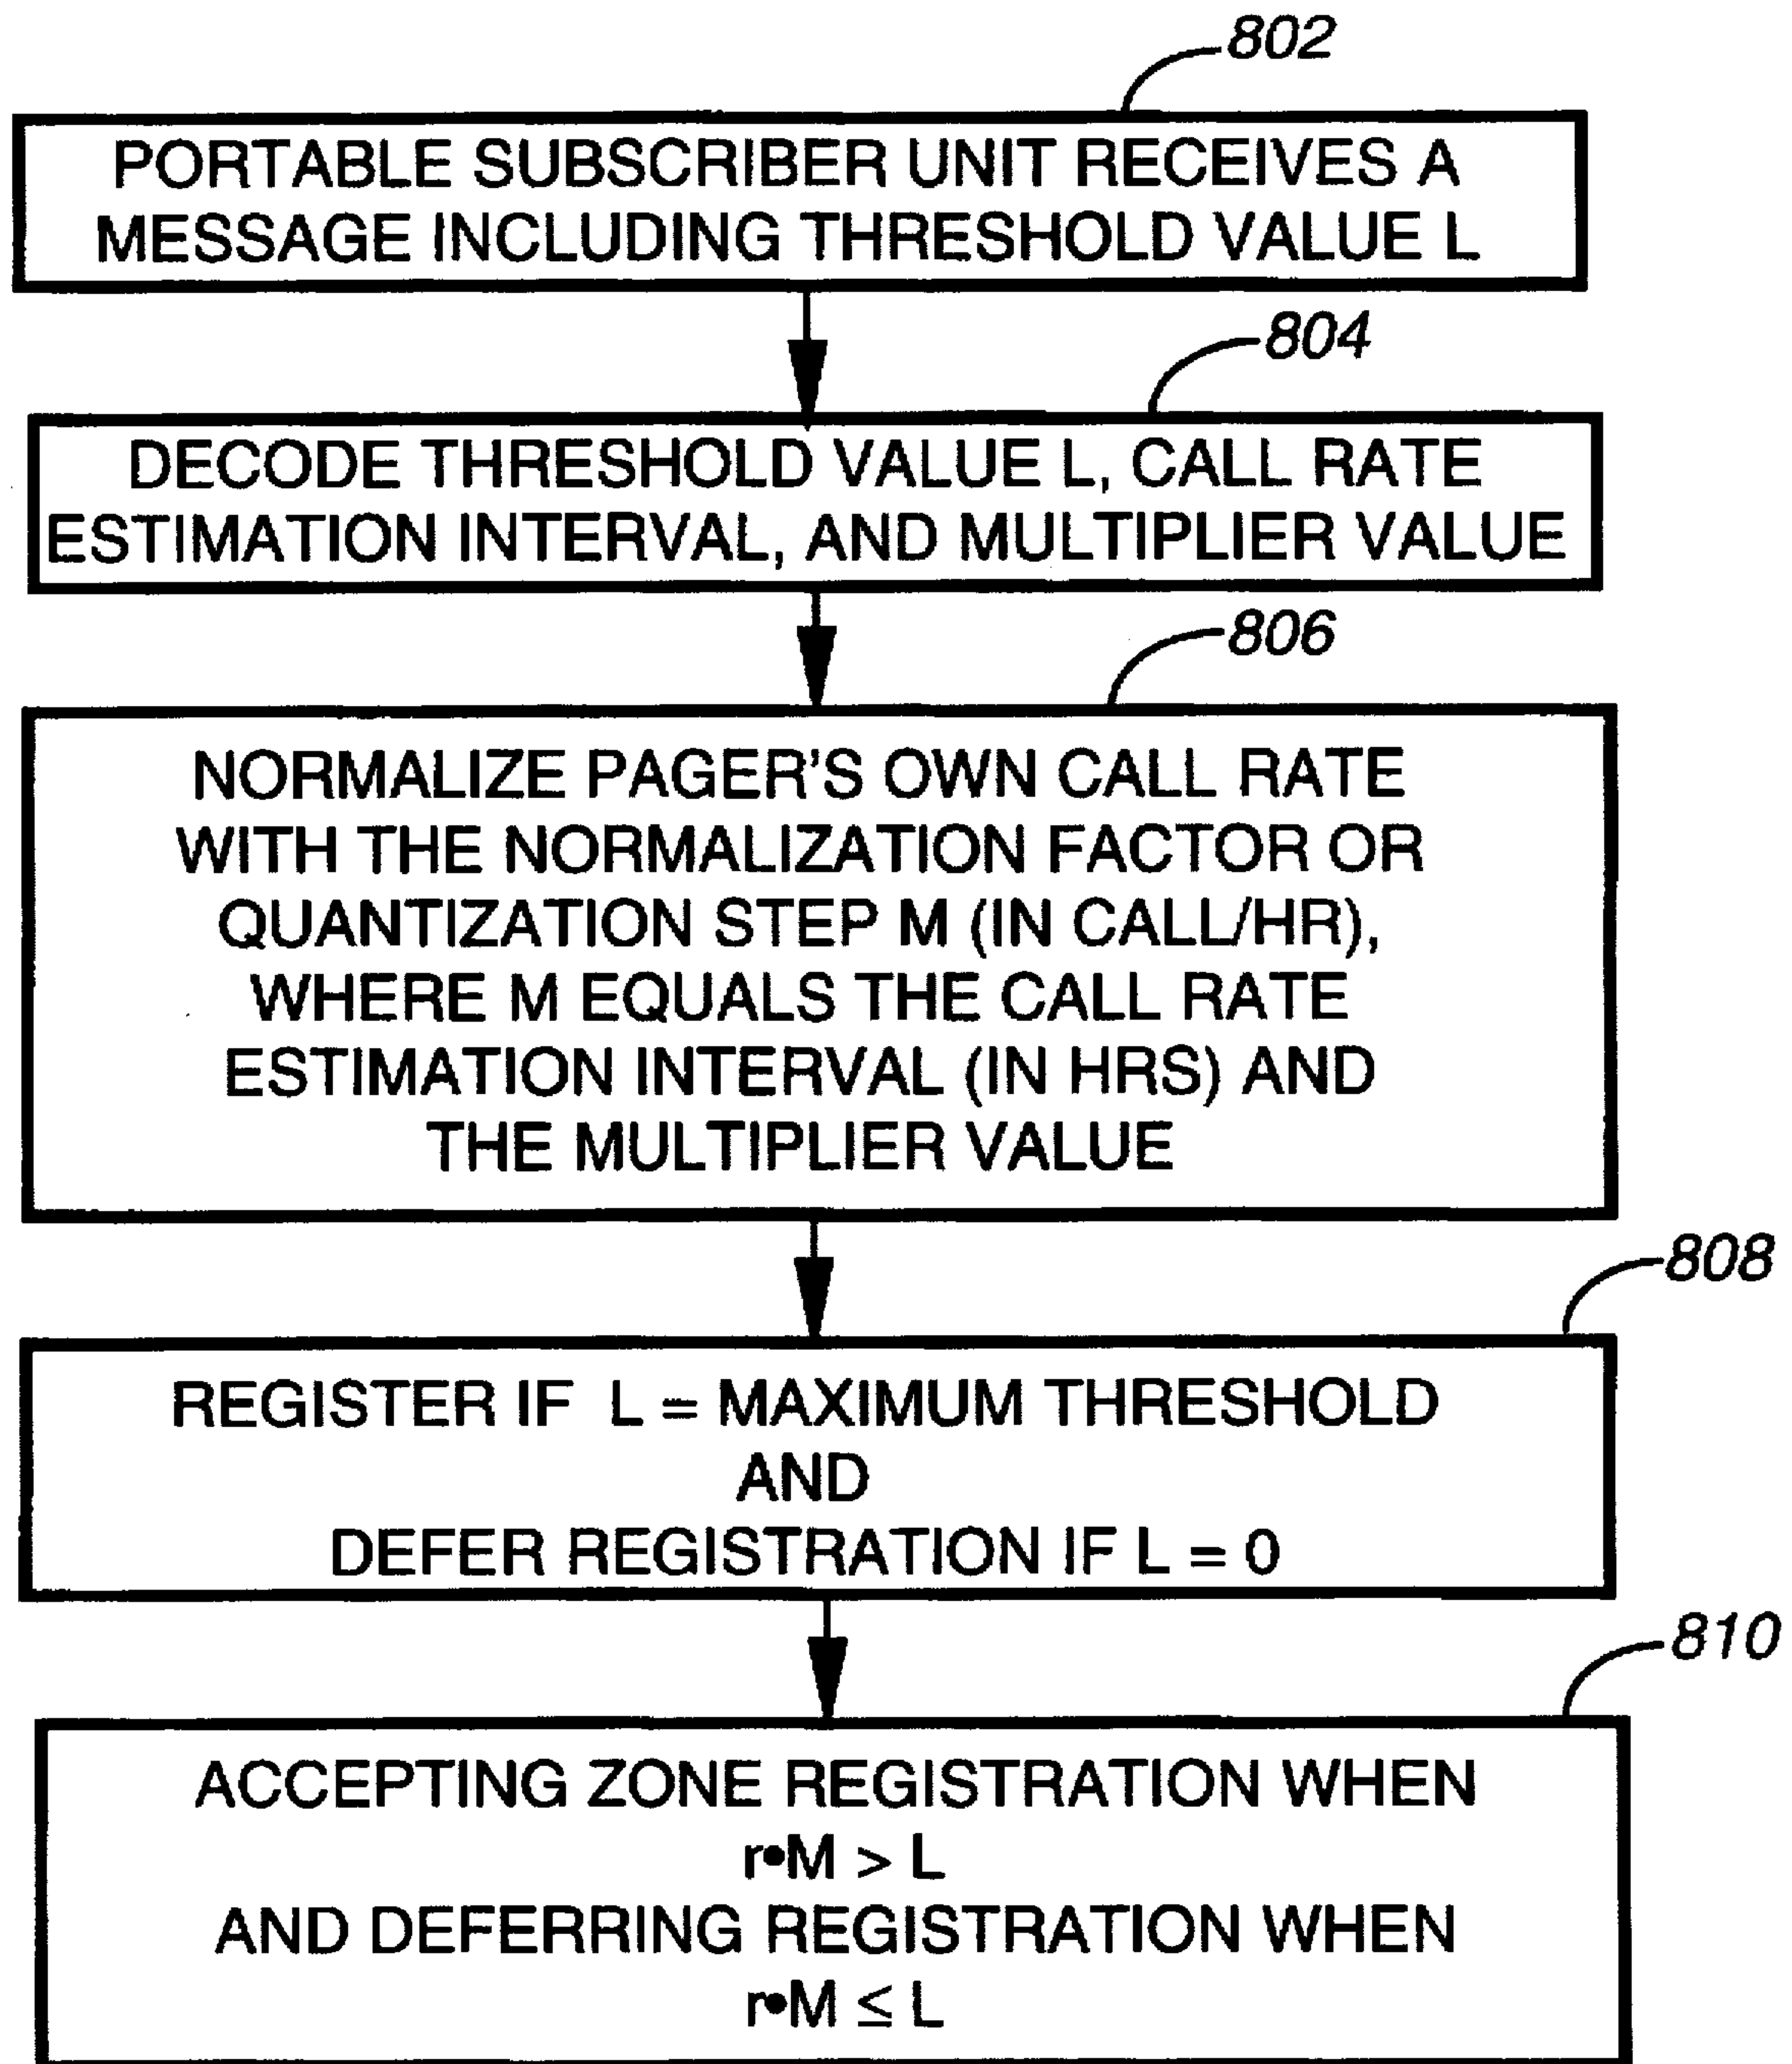 802
PORTABLE SUBSCRIBER UNIT RECEIVES A
MESSAGE INCLUDING THRESHOLD VALUE L
804
DECODE THRESHOLD VALUE L, CALL RATE
ESTIMATION INTERVAL, AND MULTIPLIER VALUE
806
NORMALIZE PAGER'S OWN CALL RATE
WITH THE NORMALIZATION FACTOR OR
QUANTIZATION STEP M (IN CALL/HR),
WHERE M EQUALS THE CALL RATE
ESTIMATION INTERVAL (IN HRS) AND
THE MULTIPLIER VALUE
808
REGISTER IF L = MAXIMUM THRESHOLD
AND
DEFER REGISTRATION IF L = 0
810
ACCEPTING ZONE REGISTRATION WHEN
r•M > L
AND DEFERRING REGISTRATION WHEN
r•M ≤ L